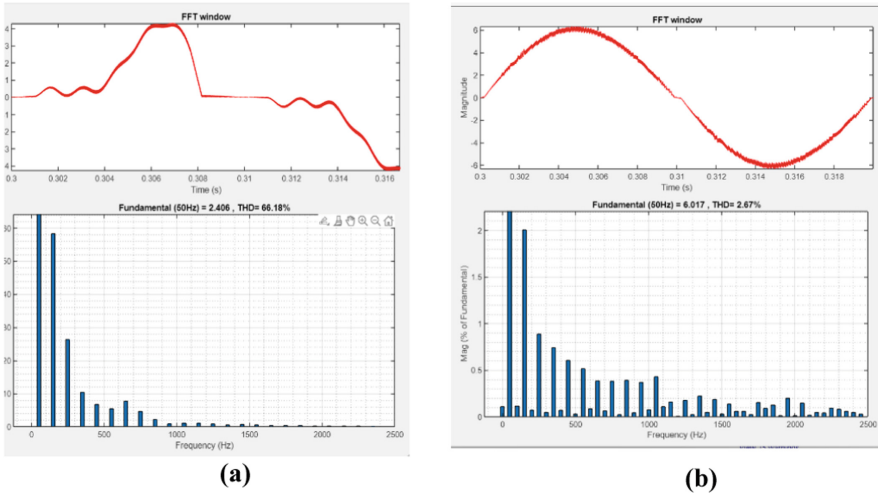 FFT window
4
3
2
1
0
1
2
3
4
0.3 0.302 0.304 0.306 0.308 0.31 0.312 0.314 0.316
Time (s)
Fundamental (50Hz) = 2.406 , THD= 66.18%
50
40
30
20
10
0
0 500 1000 1500 2000 2500
Frequency (Hz)
(a)
FFT window
Magnitude
6
4
2
0
-2
-4
-6
0.3 0.302 0.304 0.306 0.308 0.31 0.312 0.314 0.316 0.318
Time (s)
Fundamental (50Hz) = 6.017 , THD= 2.67%
Mag (% of Fundamental)
2
1.5
1
0.5
0
0 500 1000 1500 2000 2500
Frequency (Hz)
(b)